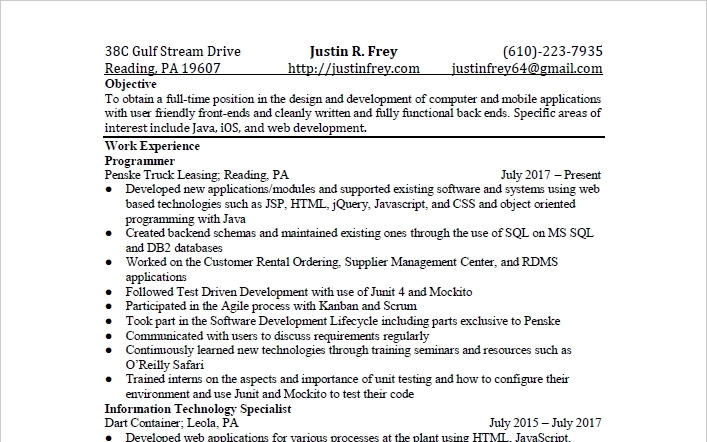 38C Gulf Stream Drive Justin R. Frey (610)-223-7935
Reading, PA 19607 http://justinfrey.com justinfrey64@gmail.com
Objective
To obtain a full-time position in the design and development of computer and mobile applications
with user friendly front-ends and cleanly written and fully functional back ends. Specific areas of
interest include Java, iOS, and web development.
Work Experience
Programmer
Penske Truck Leasing; Reading, PA July 2017 – Present
● Developed new applications/modules and supported existing software and systems using web
based technologies such as JSP, HTML, jQuery, Javascript, and CSS and object oriented
programming with Java
● Created backend schemas and maintained existing ones through the use of SQL on MS SQL
and DB2 databases
● Worked on the Customer Rental Ordering, Supplier Management Center, and RDMS
applications
● Followed Test Driven Development with use of Junit 4 and Mockito
● Participated in the Agile process with Kanban and Scrum
● Took part in the Software Development Lifecycle including parts exclusive to Penske
● Communicated with users to discuss requirements regularly
● Continuously learned new technologies through training seminars and resources such as
O’Reilly Safari
● Trained interns on the aspects and importance of unit testing and how to configure their
environment and use Junit and Mockito to test their code
Information Technology Specialist
Dart Container; Leola, PA July 2015 – July 2017
● Developed web applications for various processes at the plant using HTML, JavaScript,